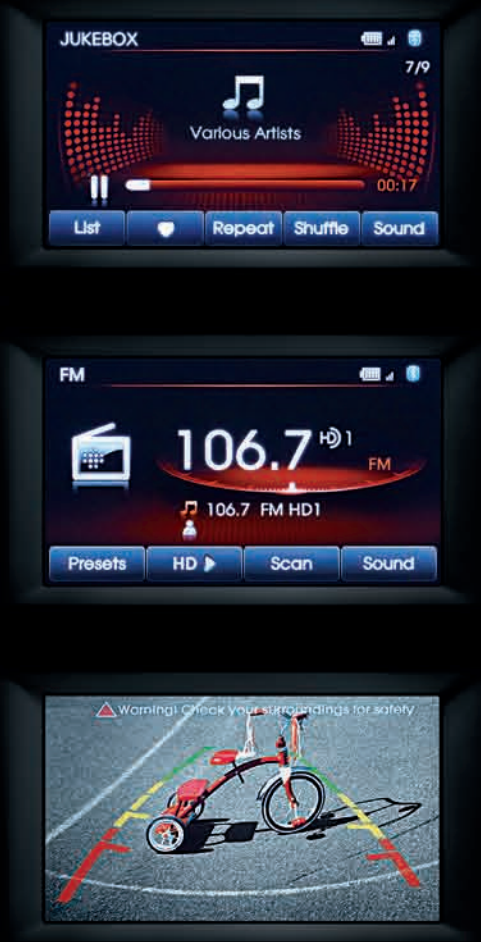 JUKEBOX
7/9
Various Artists
00:17
List Repeat Shuffle Sound
FM
106.7 HD 1
FM
106.7 FM HD1
Presets HD Scan Sound
Warning! Check your surroundings for safety